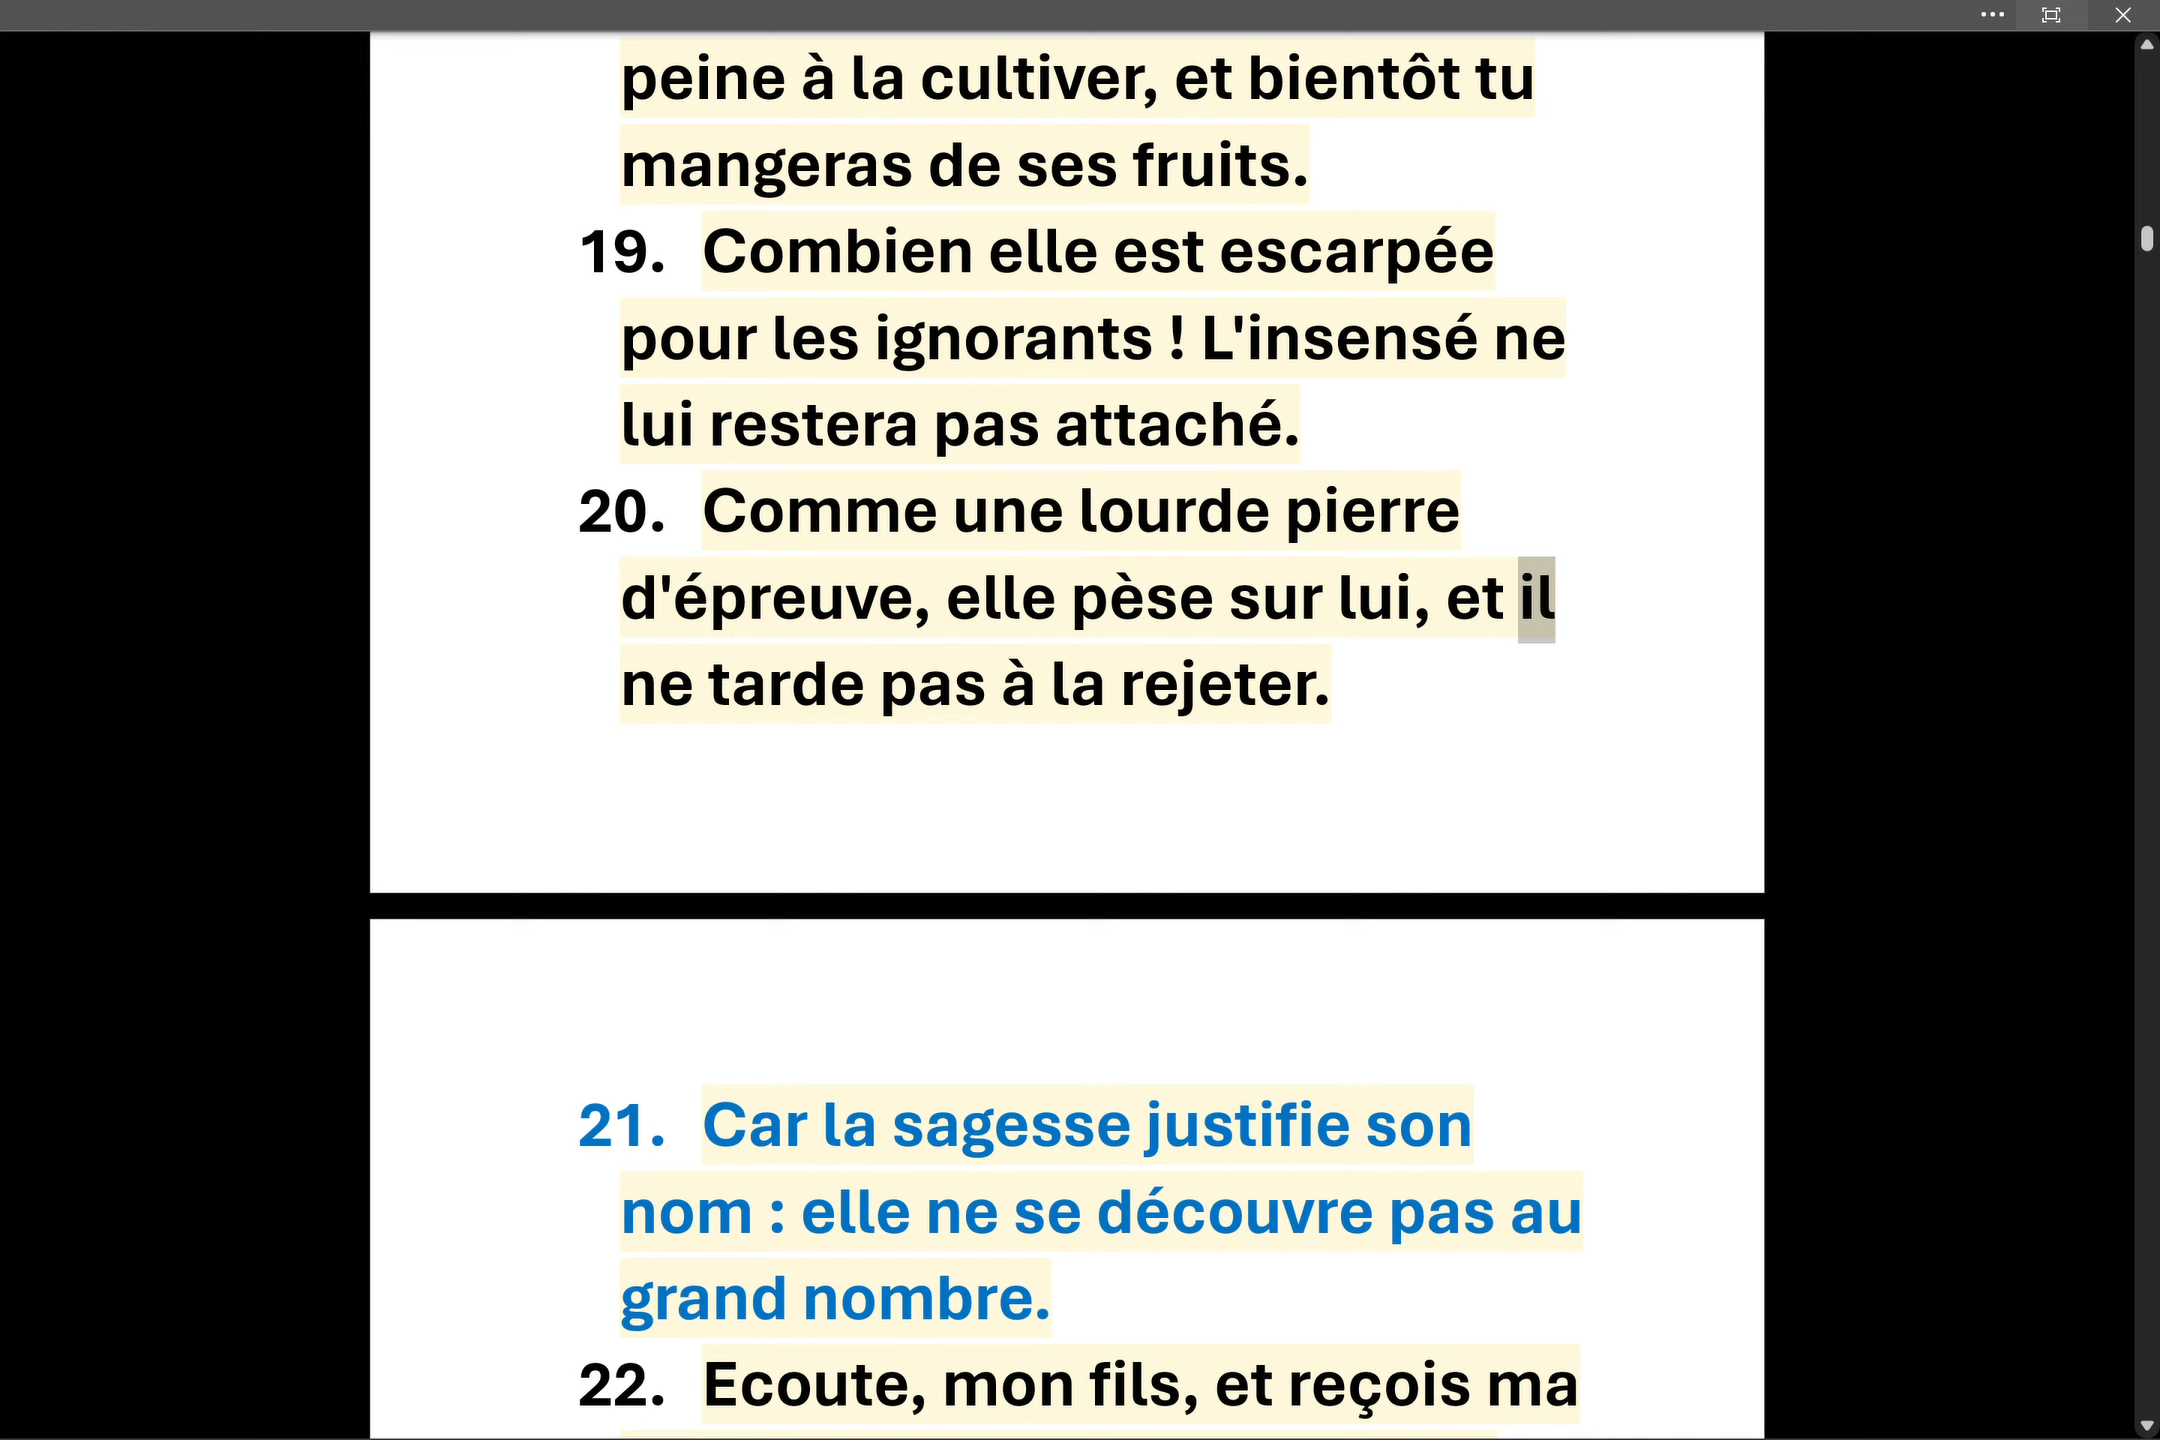 peine à la cultiver, et bientôt tu
mangeras de ses fruits.
19. Combien elle est escarpée
pour les ignorants ! L'insensé ne
lui restera pas attaché.
20. Comme une lourde pierre
d'épreuve, elle pèse sur lui, et il
ne tarde pas à la rejeter.
21. Car la sagesse justifie son
nom : elle ne se découvre pas au
grand nombre.
22. Ecoute, mon fils, et reçois ma